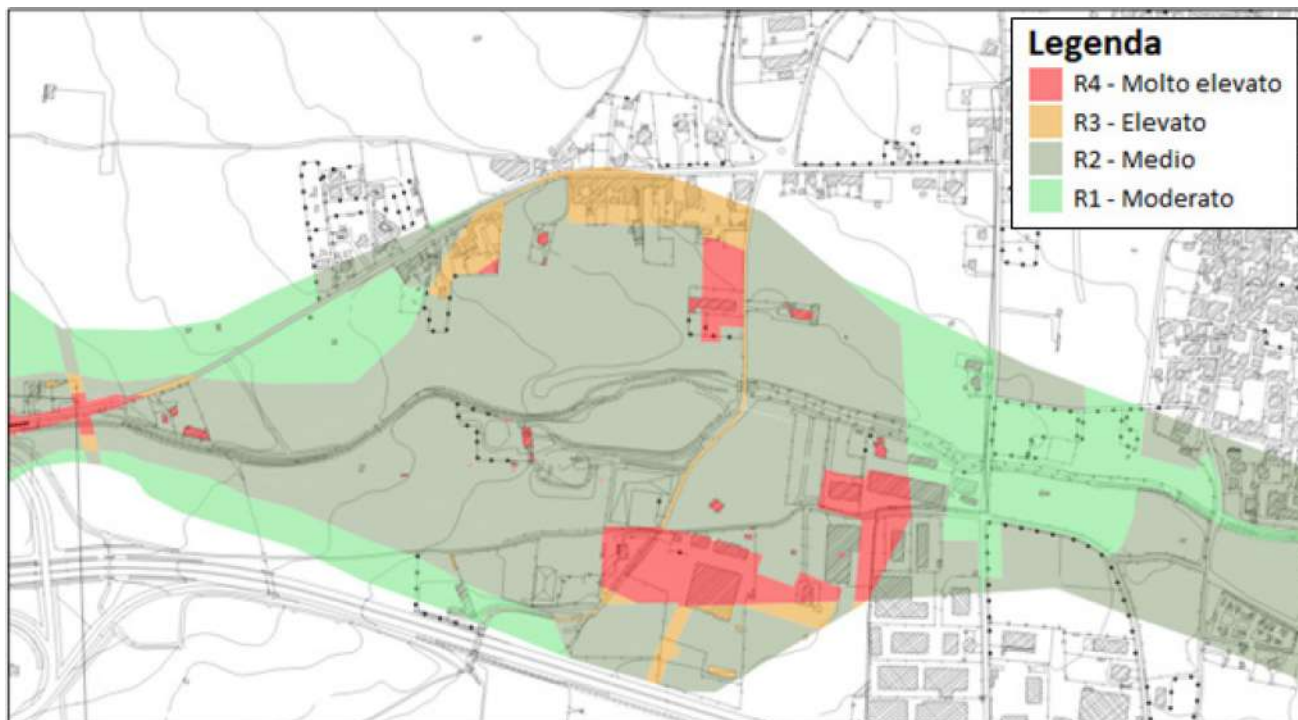 Legenda
R4 - Molto elevato
R3 - Elevato
R2 - Medio
R1 - Moderato